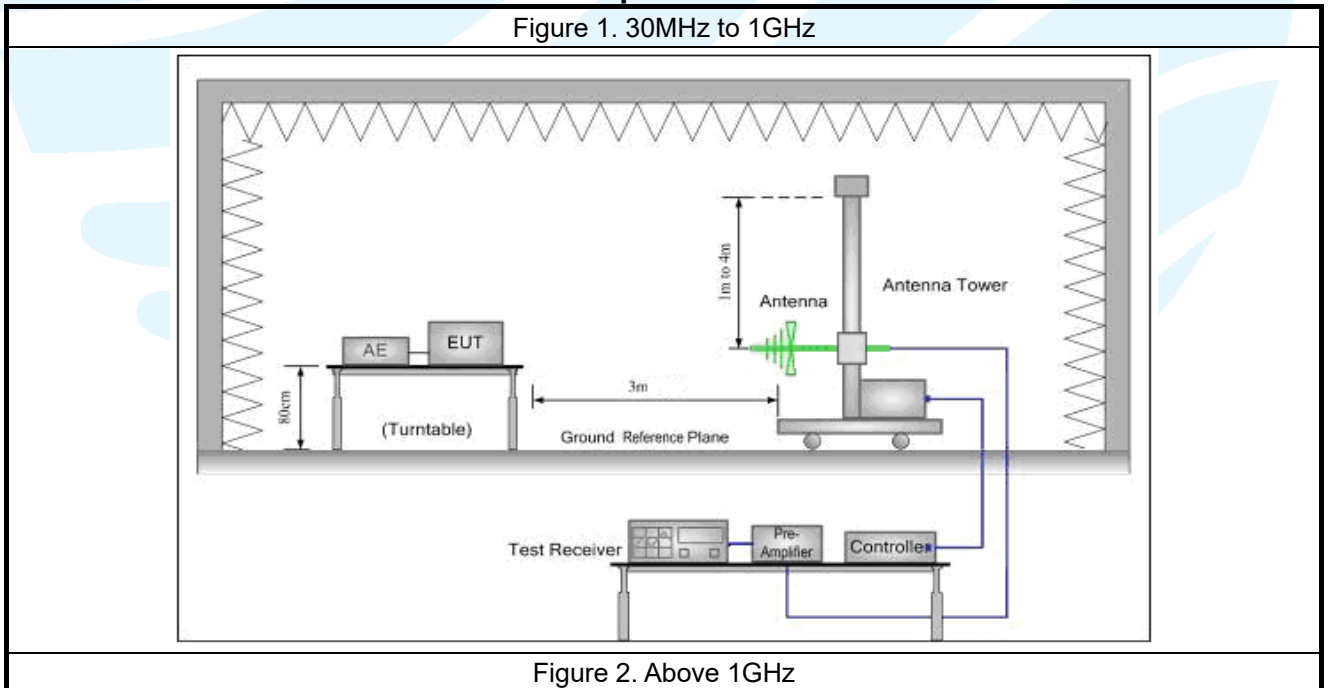 Figure 1. 30MHz to 1GHz
1m to 4m
Antenna
Antenna Tower
AE
EUT
80cm
3m
(Turntable)
Ground Reference Plane
Test Receiver
Pre-
Amplifier
Controller
Figure 2. Above 1GHz